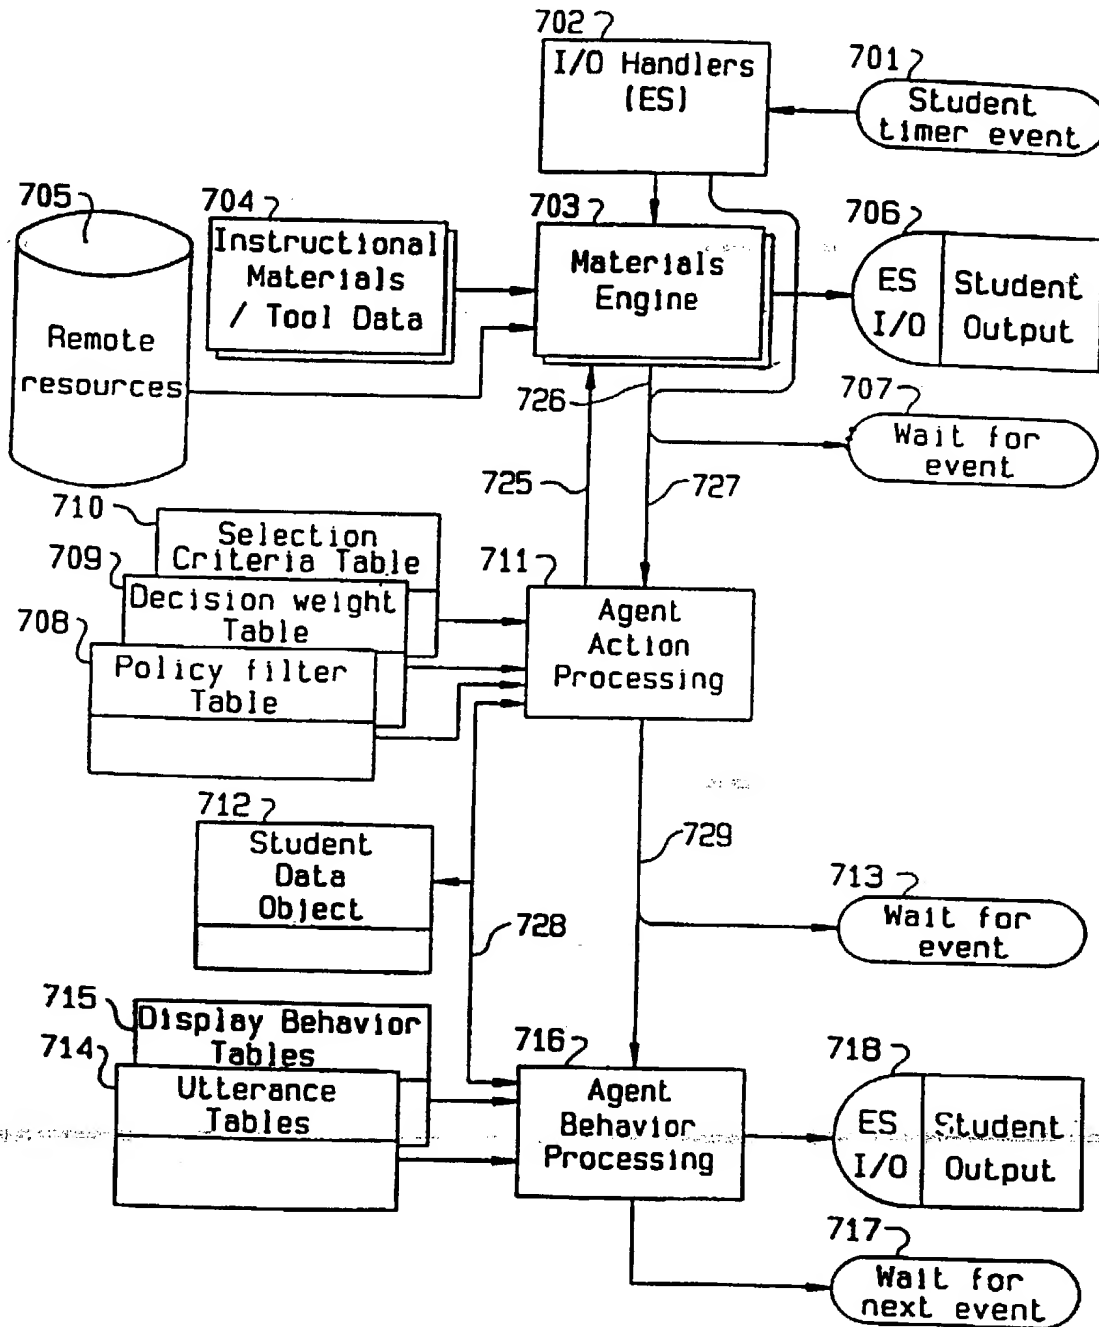 702
I/O Handlers
(ES)
701
Student
timer event
705
Remote
resources
704
Instructional
Materials
/ Tool Data
703
Materials
Engine
706
ES
I/O
Student
Output
726
707
Wait for
event
725
727
710
Selection
Criteria Table
709
Decision weight
Table
708
Policy filter
Table
711
Agent
Action
Processing
712
Student
Data
Object
729
728
713
Wait for
event
715
Display Behavior
Tables
714
Utterance
Tables
716
Agent
Behavior
Processing
718
ES
I/O
Student
Output
717
Wait for
next event